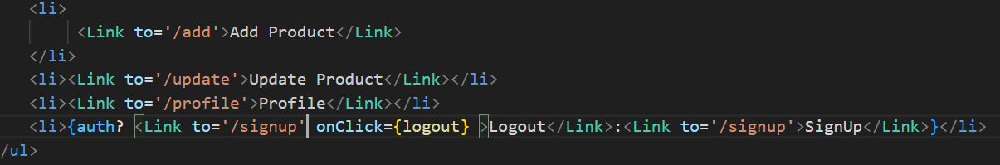 <li>
<Link to='/add'>Add Product</Link>
</li>
<li><Link to='/update'>Update Product</Link></li>
<li><Link to='/profile'>Profile</Link></li>
<li>{auth? <Link to='/signup' onClick={logout} >Logout</Link>:<Link to='/signup'>SignUp</Link>}</li>
/ul>